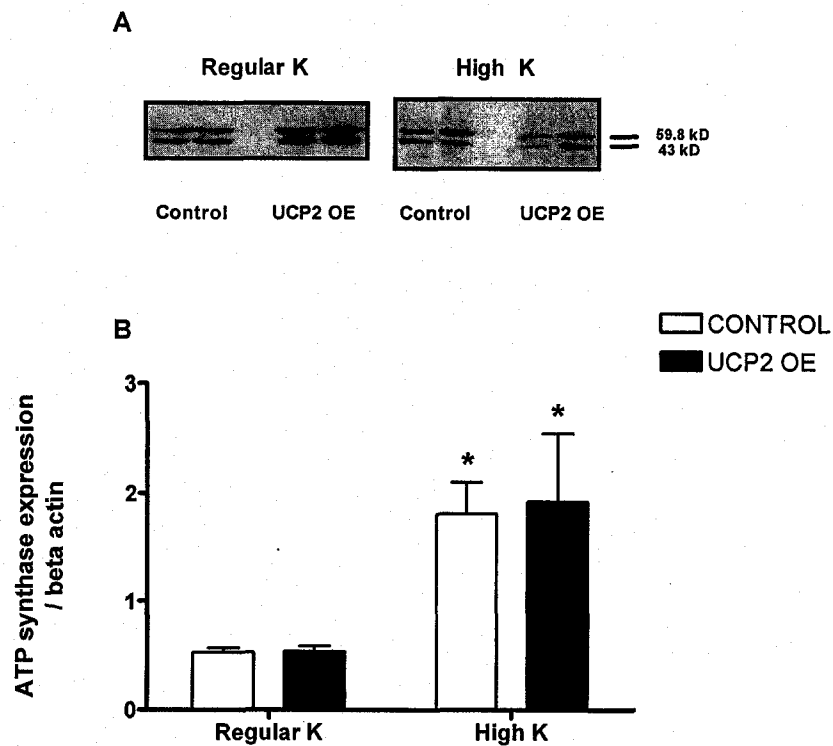 A
Regular K High K
59.8 kD
43 kD
Control UCP2 OE Control UCP2 OE
B
CONTROL
UCP2 OE
ATP synthase expression
/ beta actin
3
2
1
0
* *
Regular K High K